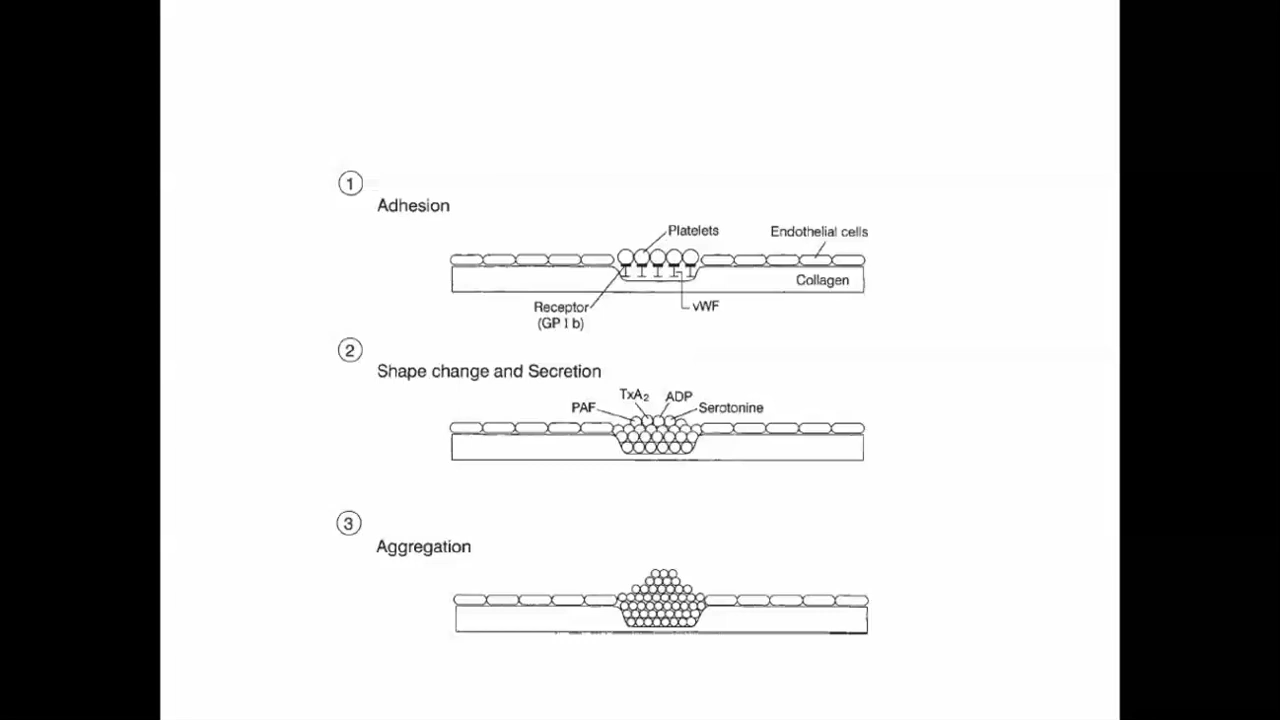 1
Adhesion
Platelets
Endothelial cells
Collagen
Receptor
(GP I b)
vWF
2
Shape change and Secretion
TxA2
ADP
PAF
Serotonine
3
Aggregation